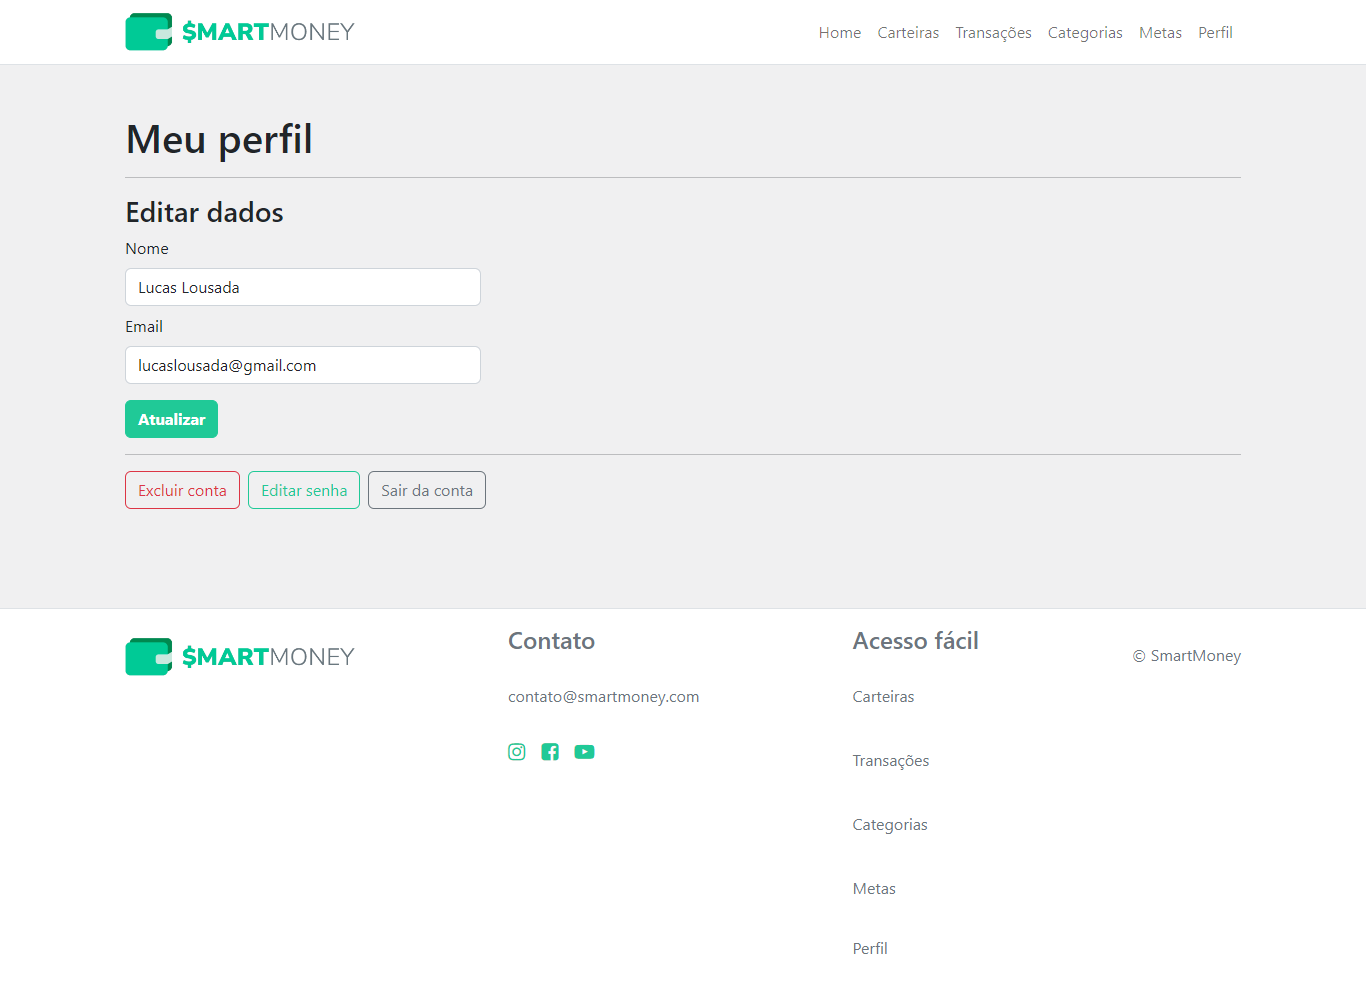 $MARTMONEY
Home Carteiras Transações Categorias Metas Perfil
Meu perfil
Editar dados
Nome
Lucas Lousada
Email
lucaslousada@gmail.com
Atualizar
Excluir conta Editar senha Sair da conta
$MARTMONEY
Contato
contato@smartmoney.com
Acesso fácil
Carteiras
Transações
Categorias
Metas
Perfil
© SmartMoney